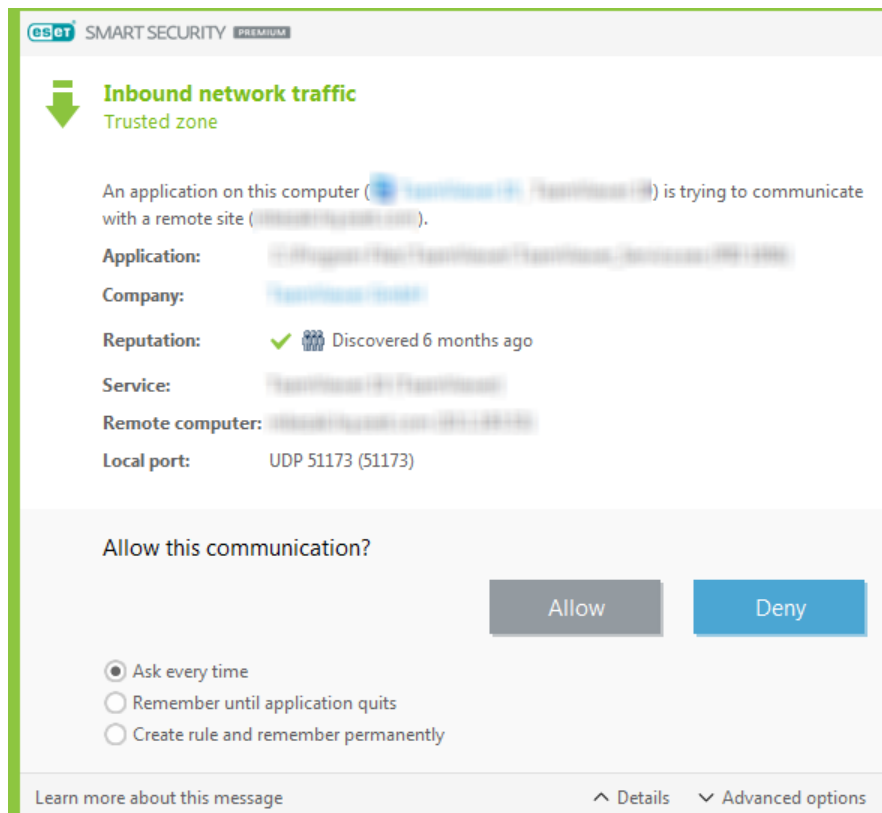 eset SMART SECURITY PREMIUM
Inbound network traffic
Trusted zone
An application on this computer ( ) is trying to communicate
with a remote site ( ).
Application:
Company:
Reputation: Discovered 6 months ago
Service:
Remote computer:
Local port: UDP 51173 (51173)
Allow this communication?
Allow Deny
Ask every time
Remember until application quits
Create rule and remember permanently
Learn more about this message Details Advanced options